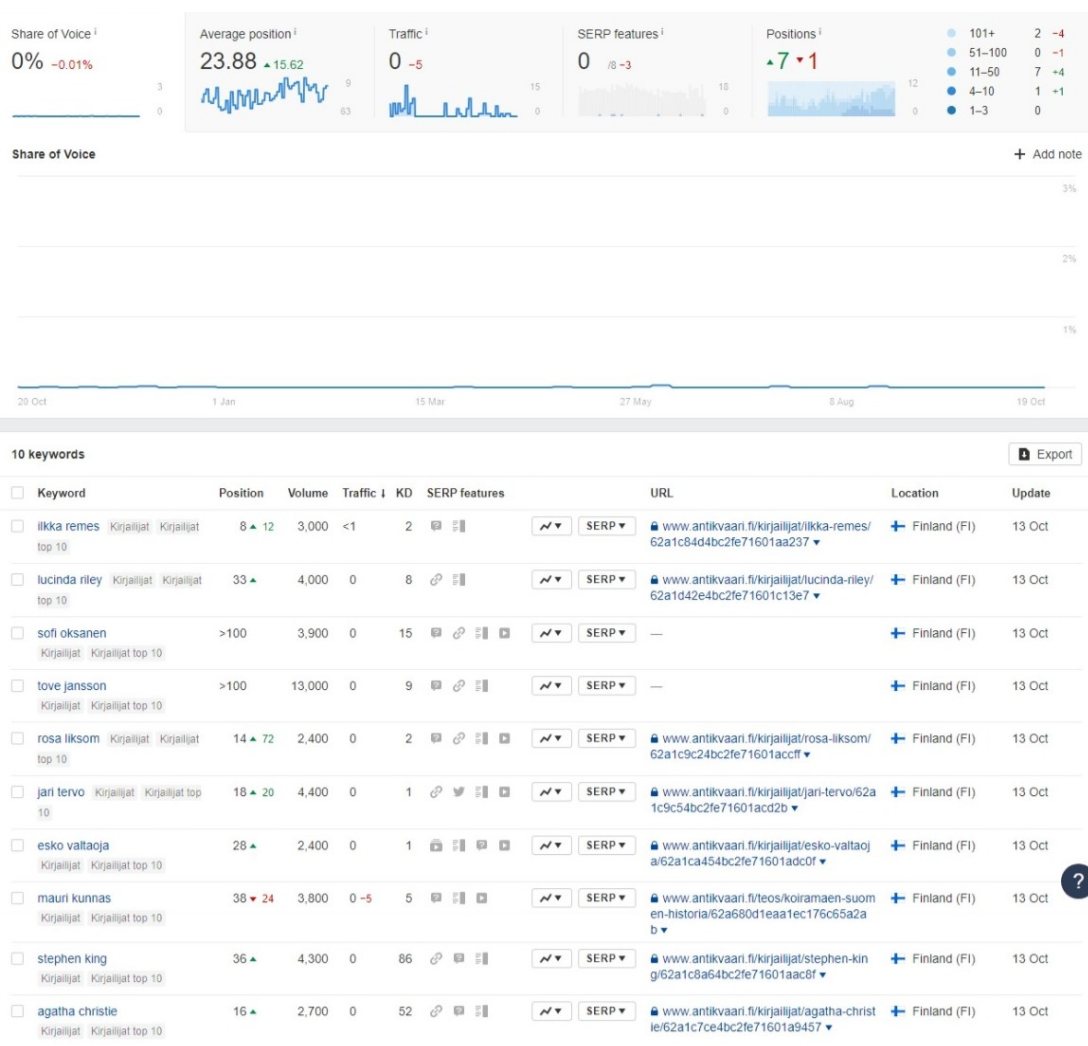 Share of Voice i
0% −0.01%
3
0
Average position i
23.88 ▲ 15.62
9
63
Traffic i
0 −5
15
0
SERP features i
0 /8 −3
18
0
Positions i
▲7 ▼1
12
0
101+ 2 −4
51–100 0 −1
11–50 7 +4
4–10 1 +1
1–3 0
Share of Voice
+ Add note
3%
2%
1%
20 Oct 1 Jan 15 Mar 27 May 8 Aug 19 Oct
10 keywords
Export
Keyword Position Volume Traffic ↓ KD SERP features URL Location Update
ilkka remes Kirjailijat Kirjailijat 8 ▲ 12 3,000 <1 2 SERP ▼ www.antikvaari.fi/kirjailijat/ilkka-remes/ Finland (FI) 13 Oct
top 10 62a1c84d4bc2fe71601aa237 ▼
lucinda riley Kirjailijat Kirjailijat 33 ▲ 4,000 0 8 SERP ▼ www.antikvaari.fi/kirjailijat/lucinda-riley/ Finland (FI) 13 Oct
top 10 62a1d42e4bc2fe71601c13e7 ▼
sofi oksanen >100 3,900 0 15 SERP ▼ — Finland (FI) 13 Oct
Kirjailijat Kirjailijat top 10
tove jansson >100 13,000 0 9 SERP ▼ — Finland (FI) 13 Oct
Kirjailijat Kirjailijat top 10
rosa liksom Kirjailijat Kirjailijat 14 ▲ 72 2,400 0 2 SERP ▼ www.antikvaari.fi/kirjailijat/rosa-liksom/ Finland (FI) 13 Oct
top 10 62a1c9c24bc2fe71601accff ▼
jari tervo Kirjailijat Kirjailijat top 18 ▲ 20 4,400 0 1 SERP ▼ www.antikvaari.fi/kirjailijat/jari-tervo/62a Finland (FI) 13 Oct
10 1c9c54bc2fe71601acd2b ▼
esko valtaoja 28 ▲ 2,400 0 1 SERP ▼ www.antikvaari.fi/kirjailijat/esko-valtaoj Finland (FI) 13 Oct
Kirjailijat Kirjailijat top 10 a/62a1ca454bc2fe71601adc0f ▼
?
mauri kunnas 38 ▼ 24 3,800 0 −5 5 SERP ▼ www.antikvaari.fi/teos/koiramaen-suom Finland (FI) 13 Oct
Kirjailijat Kirjailijat top 10 en-historia/62a680d1eaa1ec176c65a2a
b ▼
stephen king 36 ▲ 4,300 0 86 SERP ▼ www.antikvaari.fi/kirjailijat/stephen-kin Finland (FI) 13 Oct
Kirjailijat Kirjailijat top 10 g/62a1c8a64bc2fe71601aac8f ▼
agatha christie 16 ▲ 2,700 0 52 SERP ▼ www.antikvaari.fi/kirjailijat/agatha-christ Finland (FI) 13 Oct
Kirjailijat Kirjailijat top 10 ie/62a1c7ce4bc2fe71601a9457 ▼